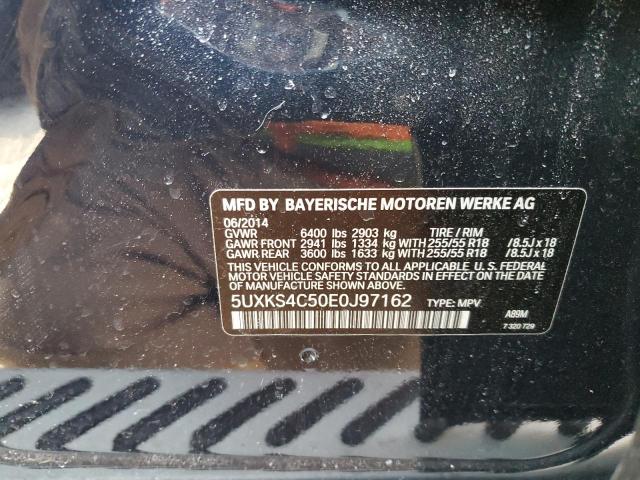 MFD BY BAYERISCHE MOTOREN WERKE AG
06/2014
GVWR 6400 lbs 2903 kg TIRE / RIM
GAWR FRONT 2941 lbs 1334 kg WITH 255/55 R18 /8.5J x 18
GAWR REAR 3600 lbs 1633 kg WITH 255/55 R18 /8.5J x 18
THIS VEHICLE CONFORMS TO ALL APPLICABLE U.S. FEDERAL
MOTOR VEHICLE SAFETY STANDARDS IN EFFECT ON THE DATE
OF MANUFACTURE SHOWN ABOVE.
5UXKS4C50E0J97162 TYPE: MPV
A89M
7 320 729